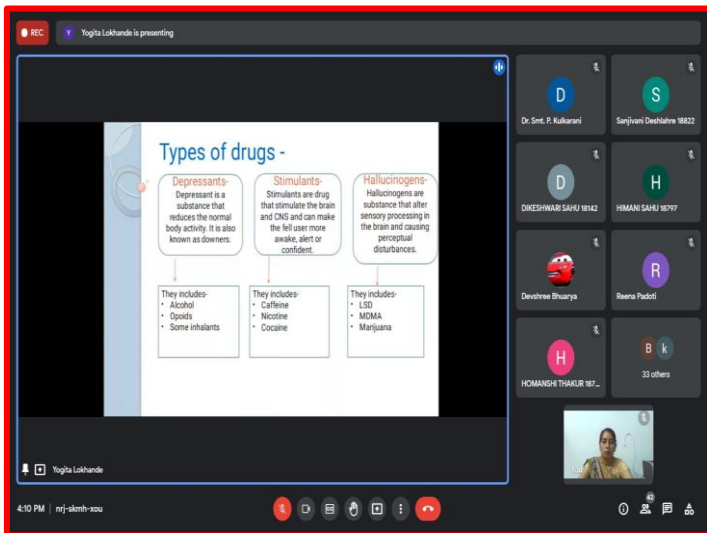 REC
Y
Yogita Lokhande is presenting
Types of drugs -
Depressants-
Depressant is a
substance that
reduces the normal
body activity. It is also
known as downers.
Stimulants-
Stimulants are drug
that stimulate the brain
and CNS and can make
the fell user more
awake, alert or
confident.
Hallucinogens-
Hallucinogens are
substance that alter
sensory processing in
the brain and causing
perceptual
disturbances.
They includes-
• Alcohol
• Opoids
• Some inhalants
They includes-
• Caffeine
• Nicotine
• Cocaine
They includes-
• LSD
• MDMA
• Marijuana
Yogita Lokhande
D
Dr. Smt. P. Kulkarani
S
Sanjivani Deshlahre 18822
D
DIKESHWARI SAHU 18142
H
HIMANI SAHU 18797
Devshree Bhuarya
R
Reena Padoti
H
HOMANSHI THAKUR 187...
B k
33 others
You
4:10 PM | nrj-skmh-xou
42